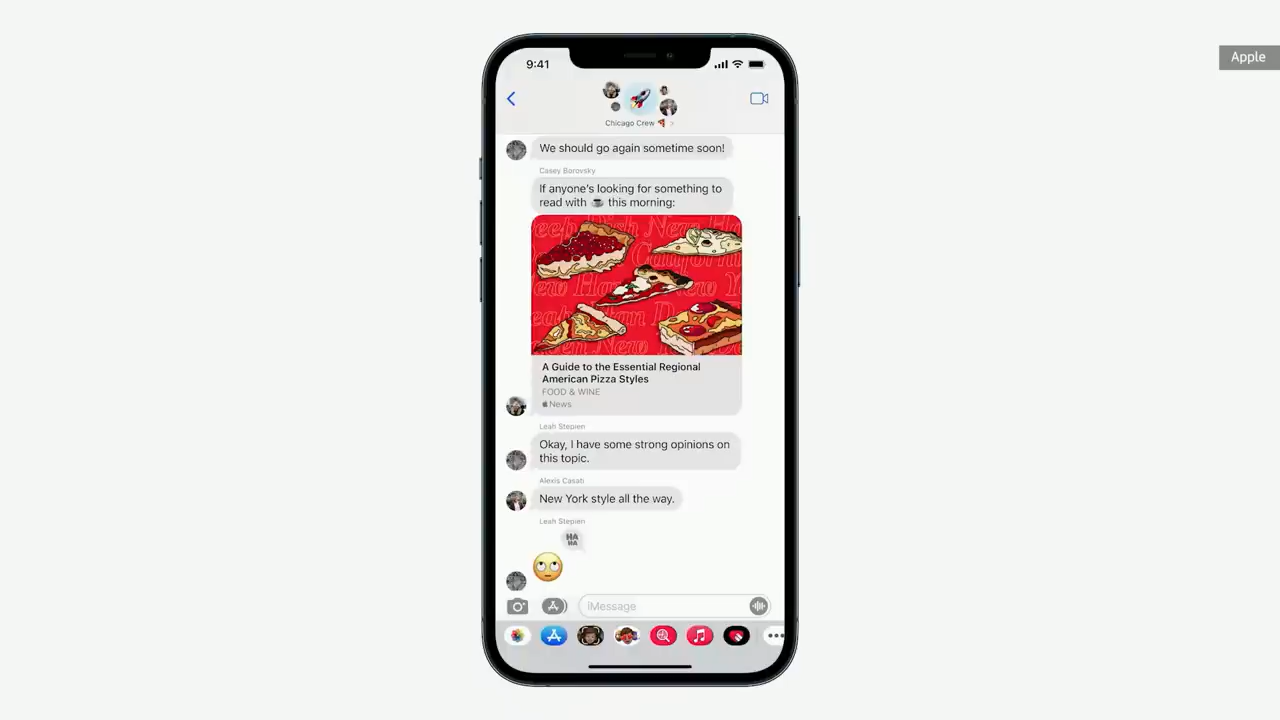 Apple
9:41
Chicago Crew 🍕 >
We should go again sometime soon!
Casey Borovsky
If anyone's looking for something to
read with ☕ this morning:
A Guide to the Essential Regional
American Pizza Styles
FOOD & WINE
News
Leah Stepien
Okay, I have some strong opinions on
this topic.
Alexis Casati
New York style all the way.
Leah Stepien
HA
HA
🙄
iMessage